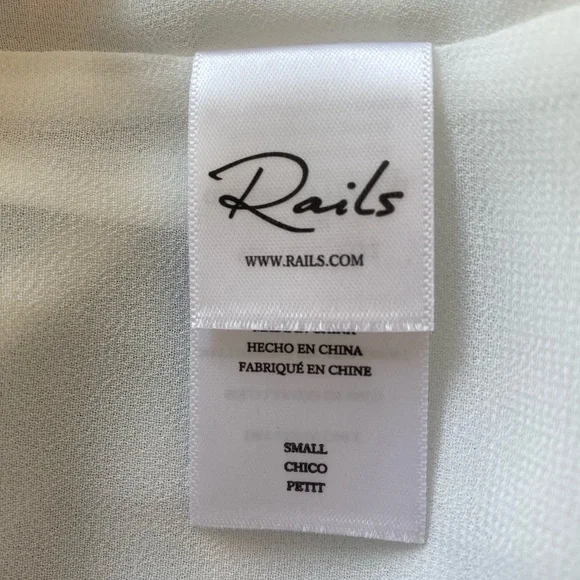 Rails
WWW.RAILS.COM
HECHO EN CHINA
FABRIQUÉ EN CHINE
SMALL
CHICO
PETIT